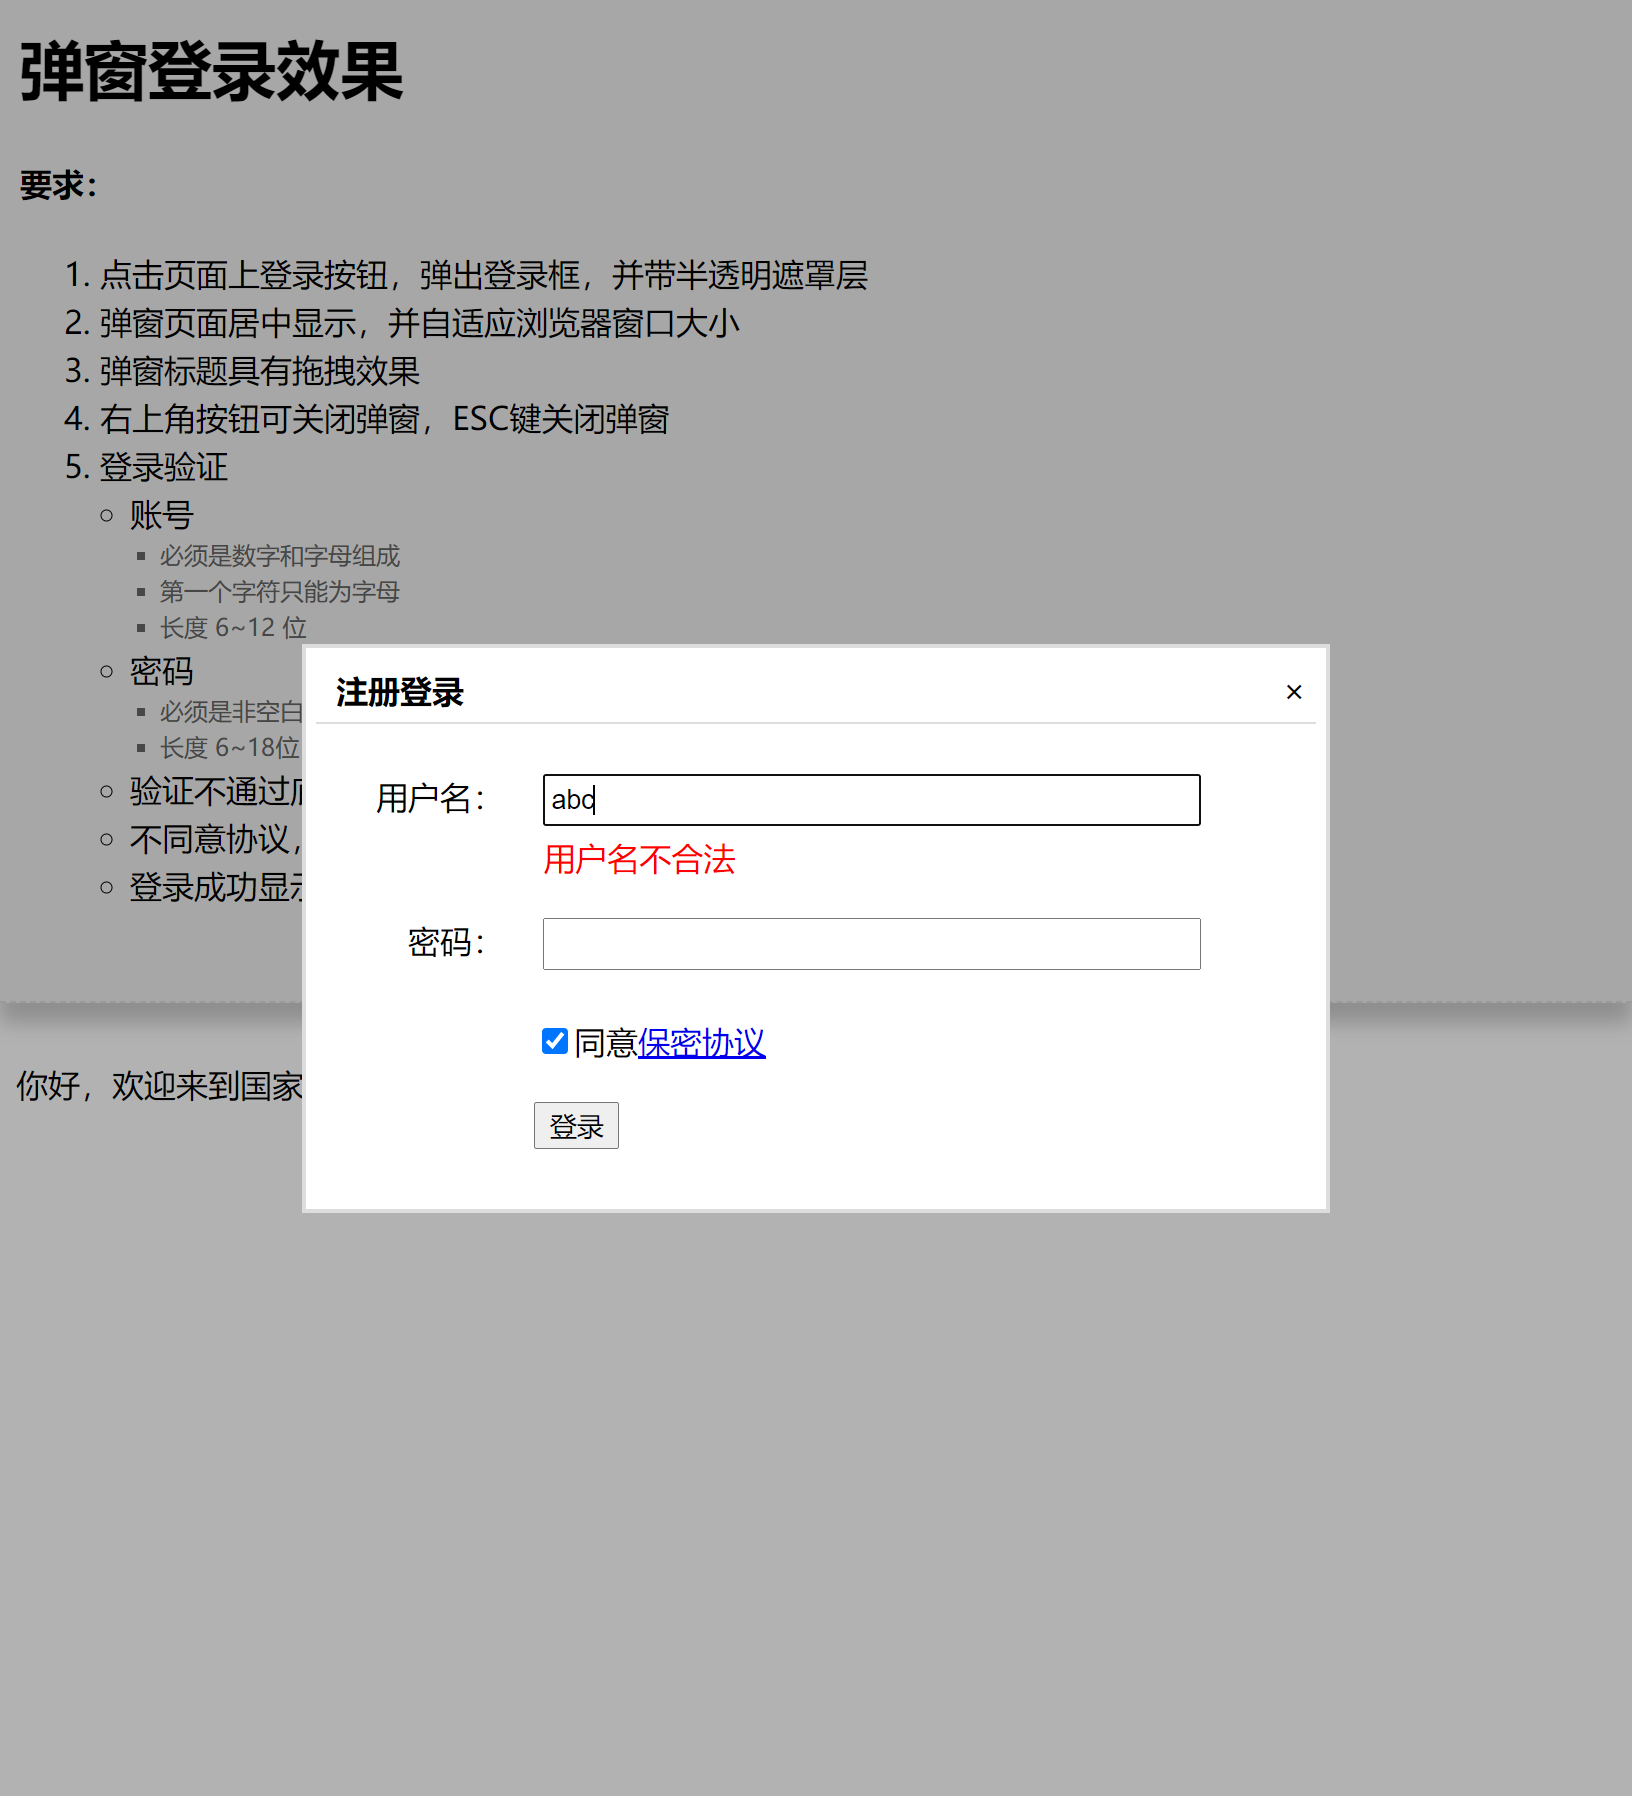 弹窗登录效果
要求：
1. 点击页面上登录按钮，弹出登录框，并带半透明遮罩层
2. 弹窗页面居中显示，并自适应浏览器窗口大小
3. 弹窗标题具有拖拽效果
4. 右上角按钮可关闭弹窗，ESC键关闭弹窗
5. 登录验证
账号
必须是数字和字母组成
第一个字符只能为字母
长度 6~12 位
密码
必须是非空白
长度 6~18位
验证不通过
不同意协议，
登录成功显
你好，欢迎来到国家
注册登录
×
用户名：
abc
用户名不合法
密码：
同意保密协议
登录